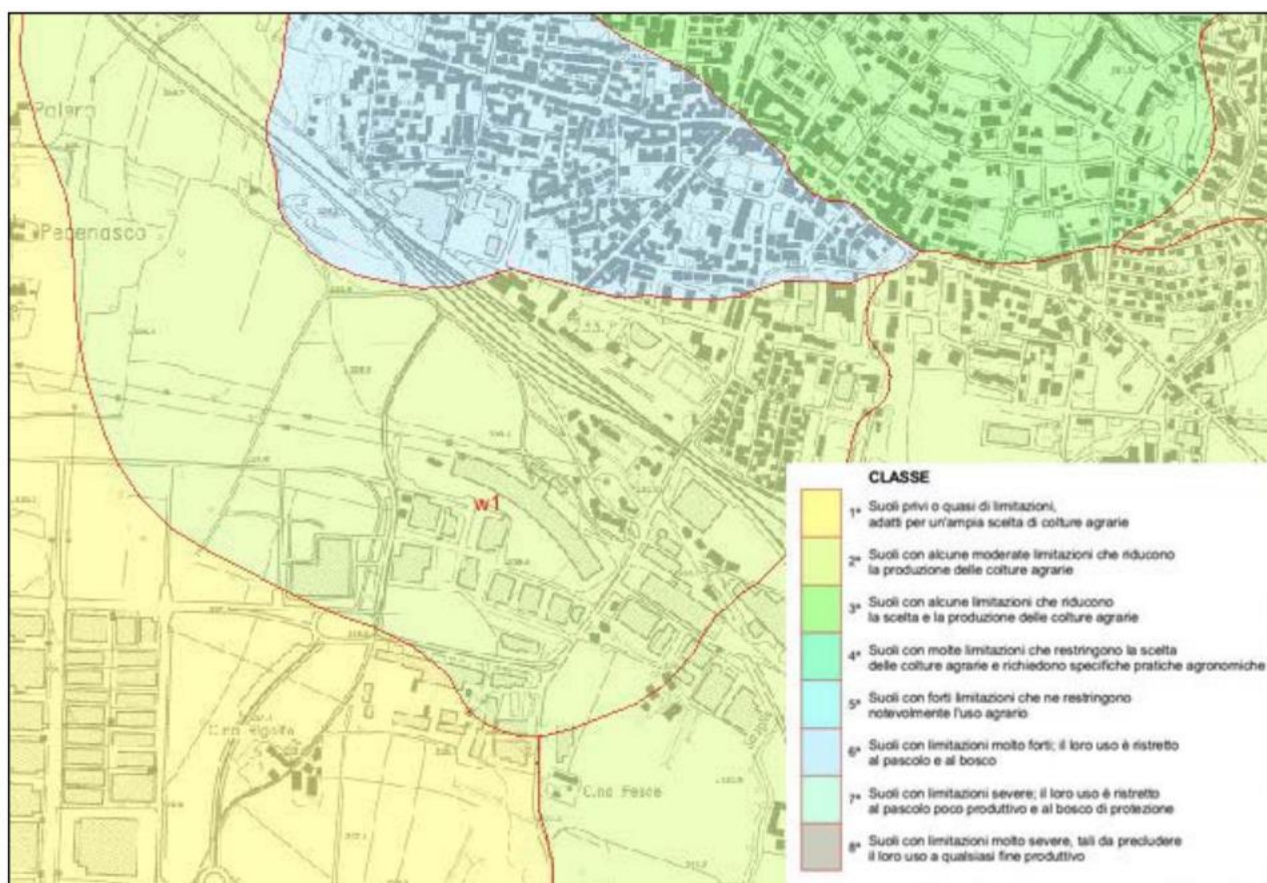 Pedenasco
w1
C.na Pesce
CLASSE
1ª Suoli privi o quasi di limitazioni,
adatti per un'ampia scelta di colture agrarie
2ª Suoli con alcune moderate limitazioni che riducono
la produzione delle colture agrarie
3ª Suoli con alcune limitazioni che riducono
la scelta e la produzione delle colture agrarie
4ª Suoli con molte limitazioni che restringono la scelta
delle colture agrarie e richiedono specifiche pratiche agronomiche
5ª Suoli con forti limitazioni che ne restringono
notevolmente l'uso agrario
6ª Suoli con limitazioni molto forti; il loro uso è ristretto
al pascolo e al bosco
7ª Suoli con limitazioni severe; il loro uso è ristretto
al pascolo poco produttivo e al bosco di protezione
8ª Suoli con limitazioni molto severe, tali da precludere
il loro uso a qualsiasi fine produttivo